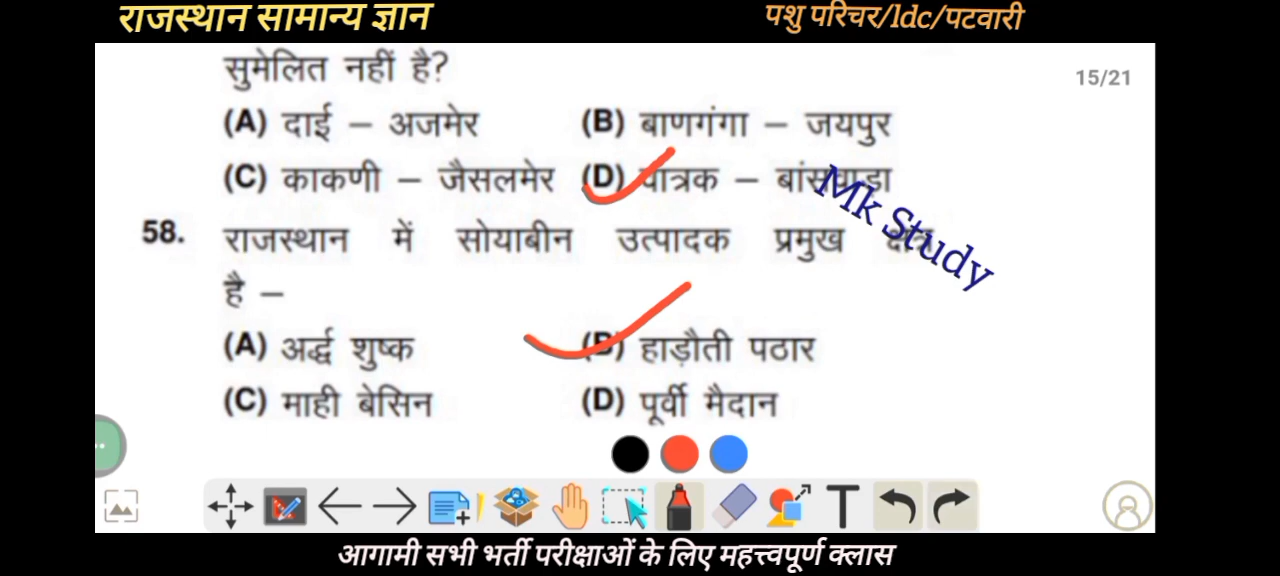 राजस्थान सामान्य ज्ञान
पशु परिचर/ldc/पटवारी
सुमेलित नहीं है?
15/21
(A) दाई – अजमेर (B) बाणगंगा – जयपुर
(C) काकणी – जैसलमेर (D) वात्रक – बांसवाड़ा
Mk Study
58. राजस्थान में सोयाबीन उत्पादक प्रमुख क्षेत्र
है –
(A) अर्द्ध शुष्क (B) हाड़ौती पठार
(C) माही बेसिन (D) पूर्वी मैदान
T
आगामी सभी भर्ती परीक्षाओं के लिए महत्त्वपूर्ण क्लास